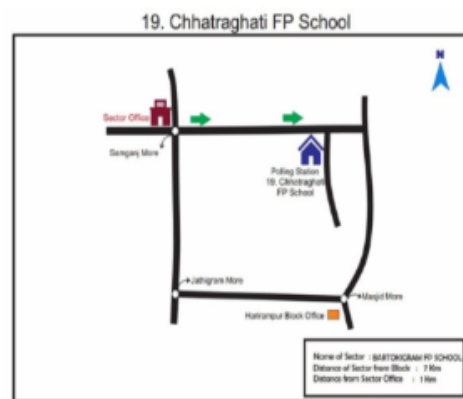 19. Chhatraghati FP School
N
Sector Office
Samganj More
Polling Station
19. Chhatraghati
FP School
Jathigram More
Masjid More
Harirampur Block Office
Name of Sector : BARTOKIGRAM FP SCHOOL
Distance of Sector from Block : 7 Km
Distance from Sector Office : 1 Km